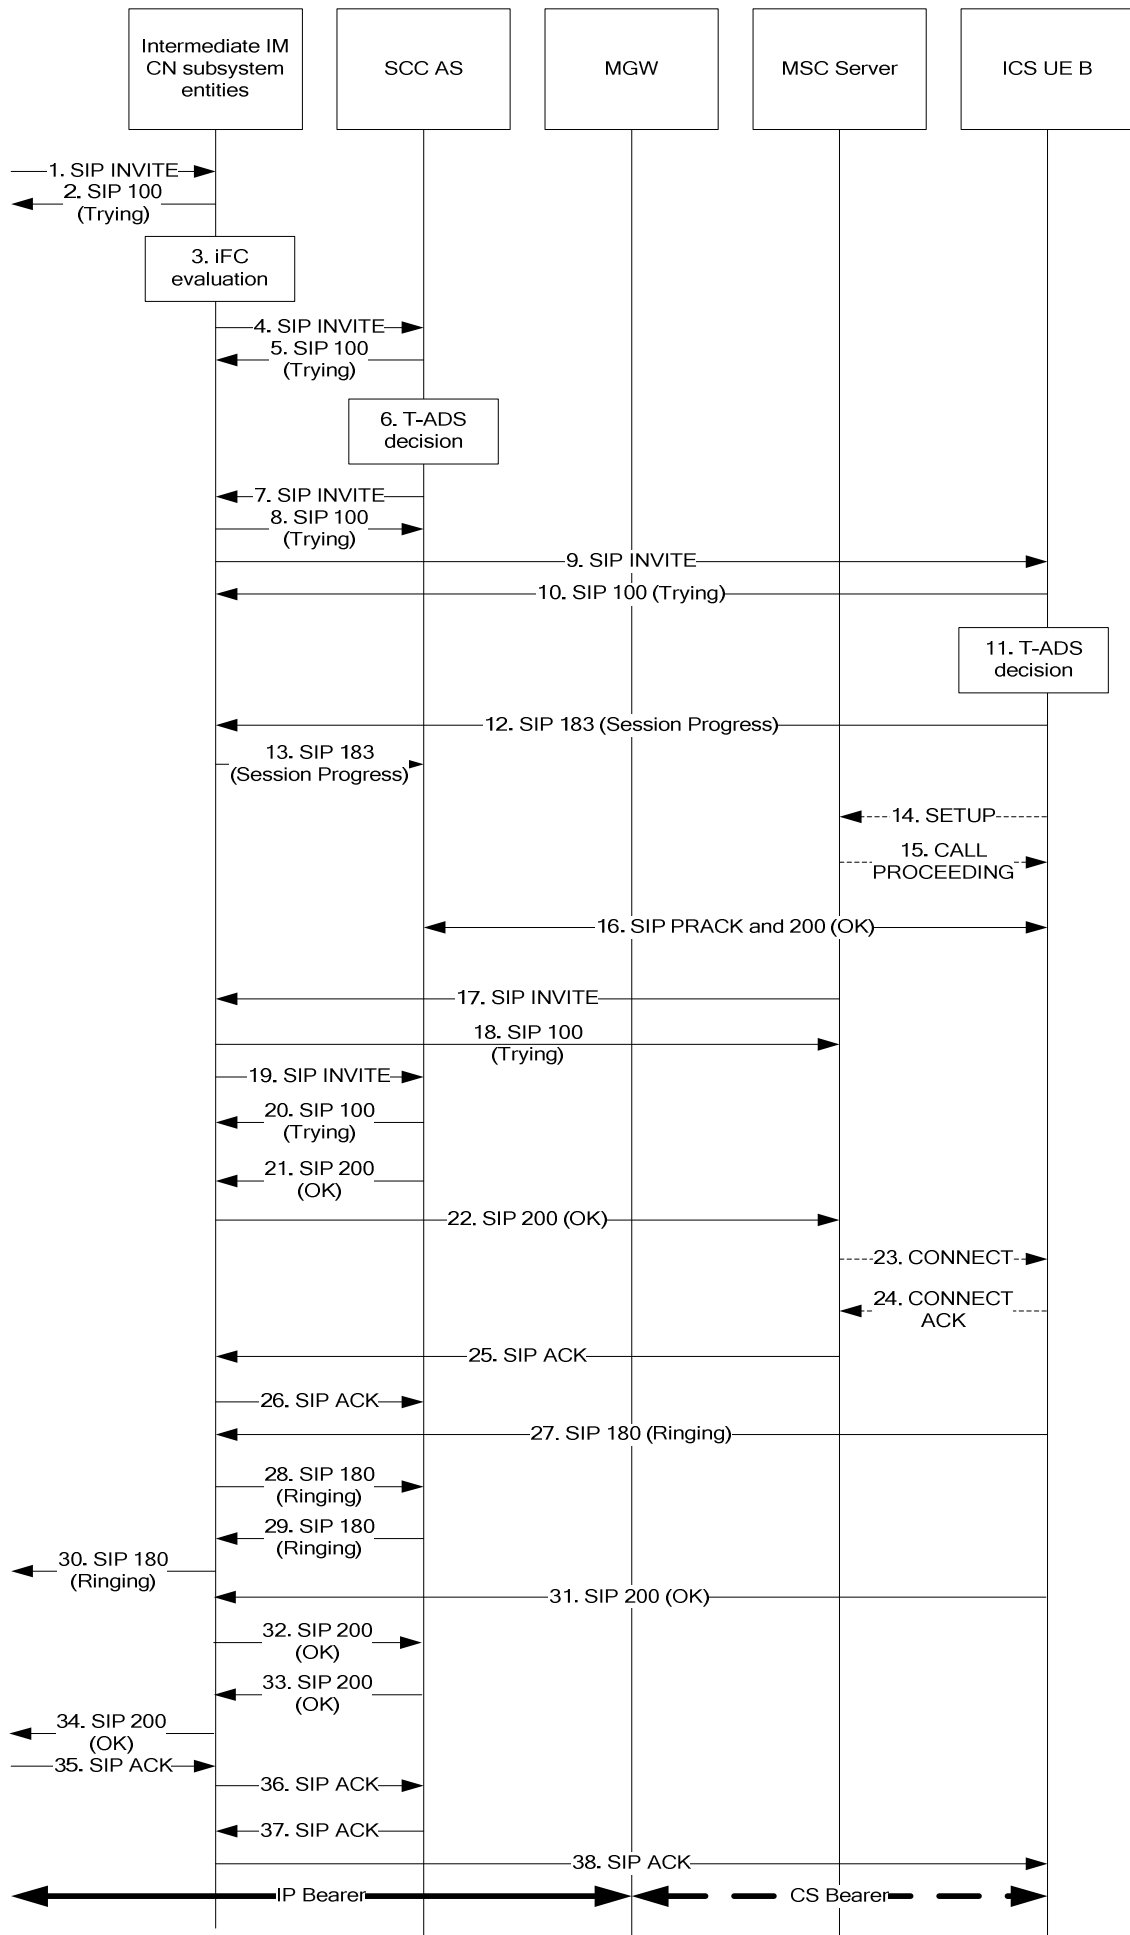 Intermediate IM
CN subsystem
entities
SCC AS
MGW
MSC Server
ICS UE B
1. SIP INVITE
2. SIP 100
(Trying)
3. iFC
evaluation
4. SIP INVITE
5. SIP 100
(Trying)
6. T-ADS
decision
7. SIP INVITE
8. SIP 100
(Trying)
9. SIP INVITE
10. SIP 100 (Trying)
11. T-ADS
decision
12. SIP 183 (Session Progress)
13. SIP 183
(Session Progress)
14. SETUP
15. CALL
PROCEEDING
16. SIP PRACK and 200 (OK)
17. SIP INVITE
18. SIP 100
(Trying)
19. SIP INVITE
20. SIP 100
(Trying)
21. SIP 200
(OK)
22. SIP 200 (OK)
23. CONNECT
24. CONNECT
ACK
25. SIP ACK
26. SIP ACK
27. SIP 180 (Ringing)
28. SIP 180
(Ringing)
29. SIP 180
(Ringing)
30. SIP 180
(Ringing)
31. SIP 200 (OK)
32. SIP 200
(OK)
33. SIP 200
(OK)
34. SIP 200
(OK)
35. SIP ACK
36. SIP ACK
37. SIP ACK
38. SIP ACK
IP Bearer
CS Bearer